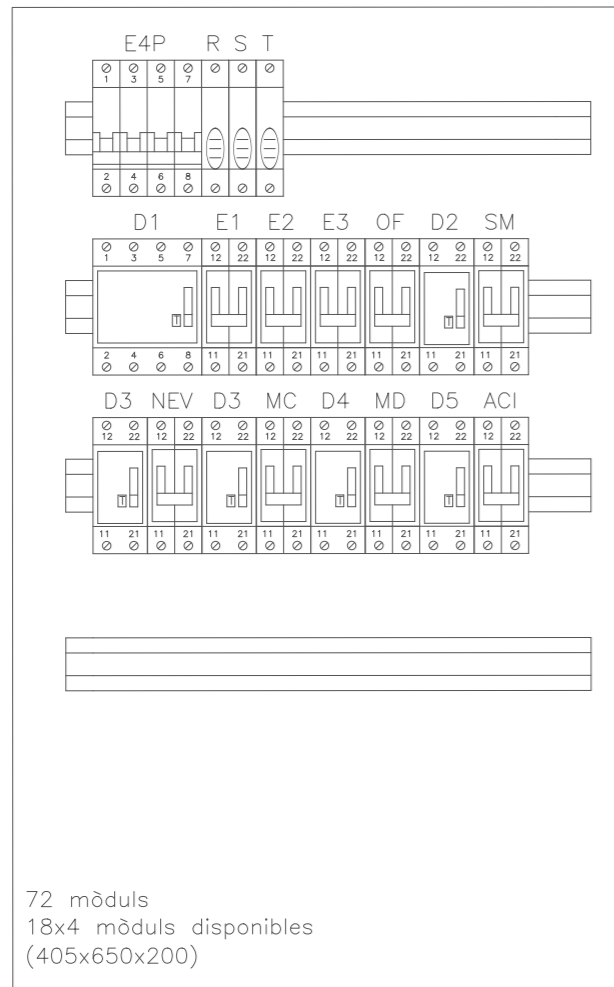 E4P R S T
1 3 5 7
2 4 6 8
D1 E1 E2 E3 OF D2 SM
1 3 5 7 12 22 12 22 12 22 12 22 12 22 12 22
T T
2 4 6 8 11 21 11 21 11 21 11 21 11 21 11 21
D3 NEV D3 MC D4 MD D5 ACI
12 22 12 22 12 22 12 22 12 22 12 22 12 22 12 22
T T T T
11 21 11 21 11 21 11 21 11 21 11 21 11 21 11 21
72 mòduls
18x4 mòduls disponibles
(405x650x200)